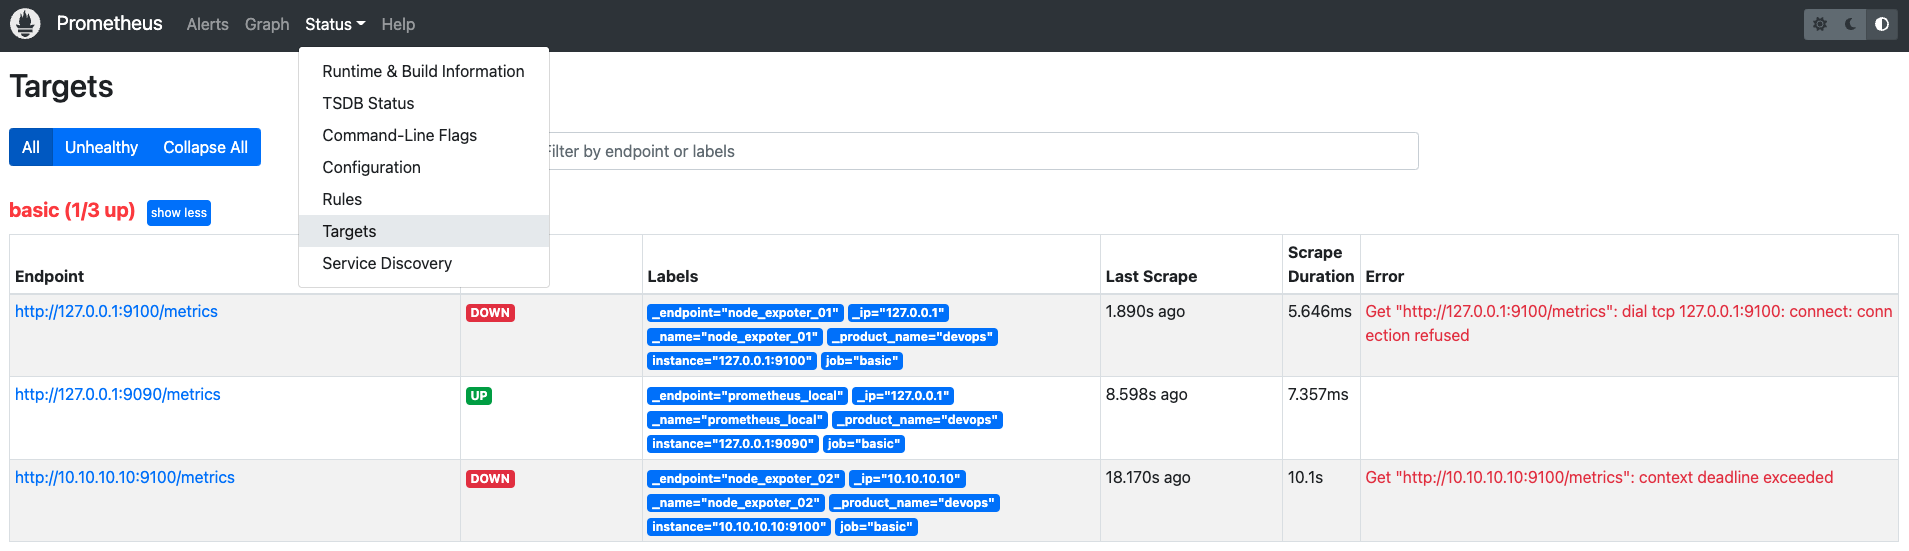 Prometheus Alerts Graph Status Help
Runtime & Build Information
TSDB Status
Command-Line Flags
Configuration
Rules
Targets
Service Discovery
Targets
All Unhealthy Collapse All
Filter by endpoint or labels
basic (1/3 up) show less
Endpoint Labels Last Scrape Scrape Duration Error
http://127.0.0.1:9100/metrics DOWN _endpoint="node_expoter_01" _ip="127.0.0.1" 1.890s ago 5.646ms Get "http://127.0.0.1:9100/metrics": dial tcp 127.0.0.1:9100: connect: conn
_name="node_expoter_01" _product_name="devops" ection refused
instance="127.0.0.1:9100" job="basic"
http://127.0.0.1:9090/metrics UP _endpoint="prometheus_local" _ip="127.0.0.1" 8.598s ago 7.357ms
_name="prometheus_local" _product_name="devops"
instance="127.0.0.1:9090" job="basic"
http://10.10.10.10:9100/metrics DOWN _endpoint="node_expoter_02" _ip="10.10.10.10" 18.170s ago 10.1s Get "http://10.10.10.10:9100/metrics": context deadline exceeded
_name="node_expoter_02" _product_name="devops"
instance="10.10.10.10:9100" job="basic"